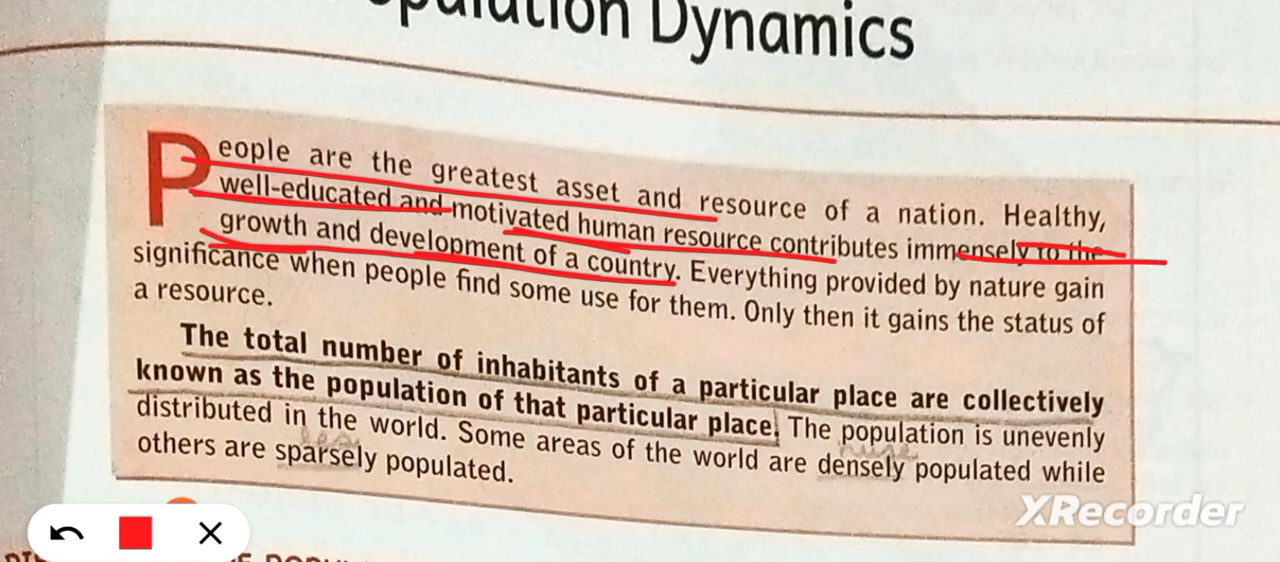 Population Dynamics
People are the greatest asset and resource of a nation. Healthy,
well-educated and motivated human resource contributes immensely to the
growth and development of a country. Everything provided by nature gain
significance when people find some use for them. Only then it gains the status of
a resource.
The total number of inhabitants of a particular place are collectively
known as the population of that particular place. The population is unevenly
distributed in the world. Some areas of the world are densely populated while
others are sparsely populated.
XRecorder